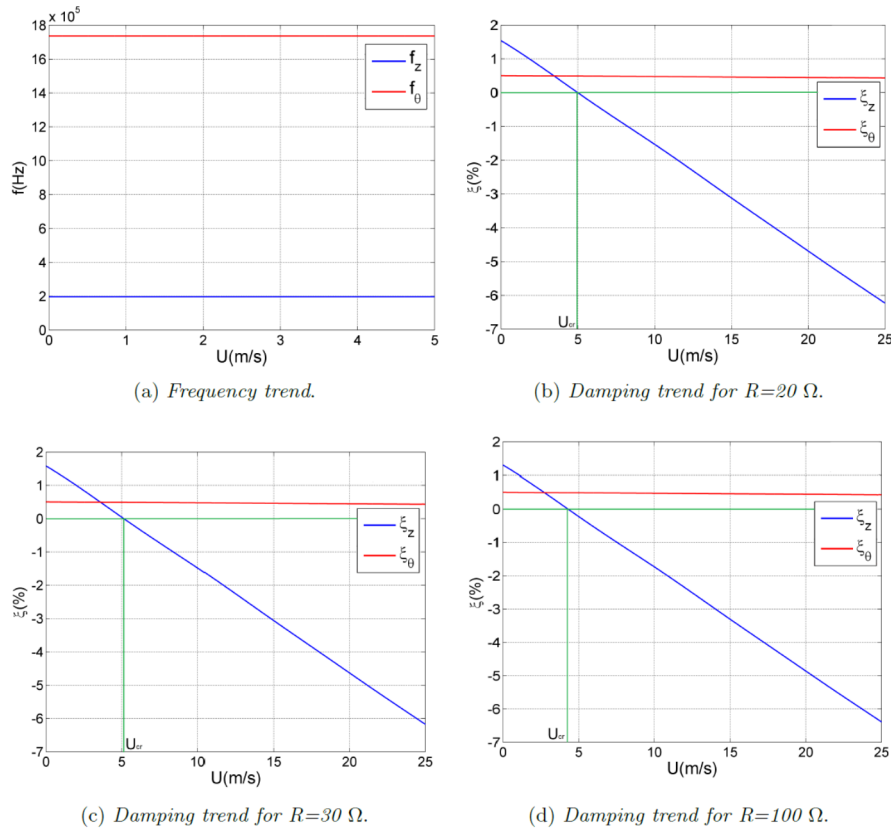 x 10^5
18
16
14
12
10
8
6
4
2
0
f(Hz)
f_z
f_θ
0 1 2 3 4 5
U(m/s)
(a) Frequency trend.
2
1
0
-1
-2
-3
-4
-5
-6
-7
ξ(%)
ξ_z
ξ_θ
U_cr
0 5 10 15 20 25
U(m/s)
(b) Damping trend for R=20 Ω.
2
1
0
-1
-2
-3
-4
-5
-6
-7
ξ(%)
ξ_z
ξ_θ
U_cr
0 5 10 15 20 25
U(m/s)
(c) Damping trend for R=30 Ω.
2
1
0
-1
-2
-3
-4
-5
-6
-7
ξ(%)
ξ_z
ξ_θ
U_cr
0 5 10 15 20 25
U(m/s)
(d) Damping trend for R=100 Ω.